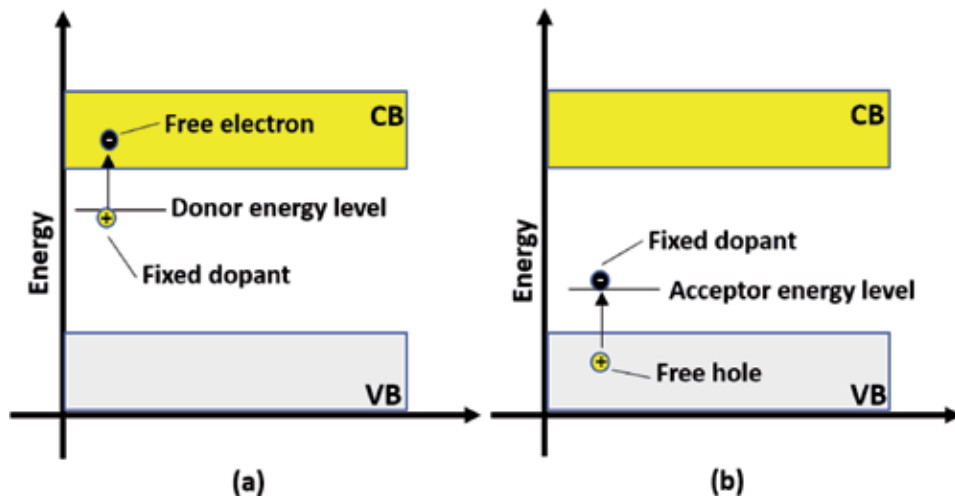 Energy
CB
Free electron
-
+
Donor energy level
Fixed dopant
VB
(a)
Energy
CB
Fixed dopant
-
Acceptor energy level
+
Free hole
VB
(b)